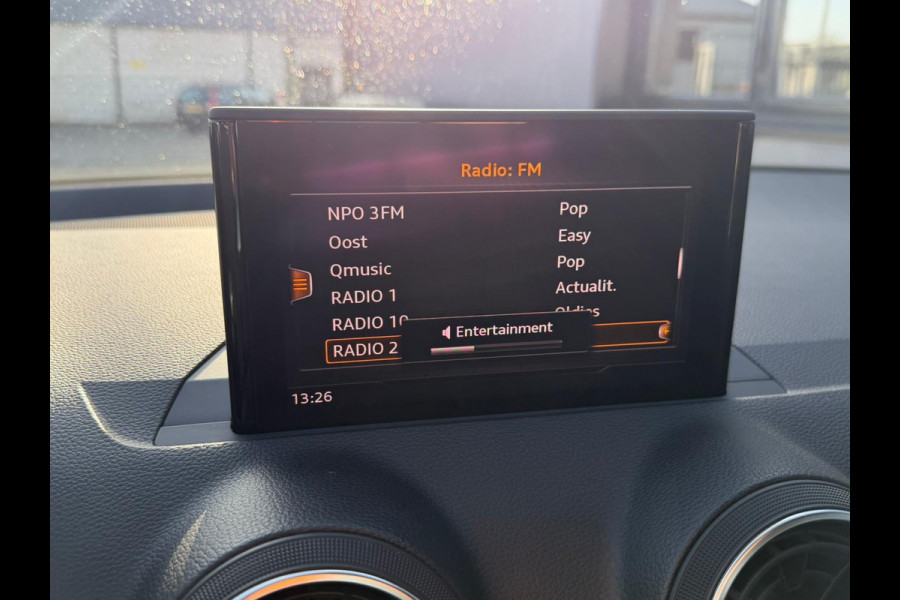 Radio: FM
NPO 3FM Pop
Oost Easy
Qmusic Pop
RADIO 1 Actualit.
RADIO 10 Oldies
Entertainment
RADIO 2
13:26